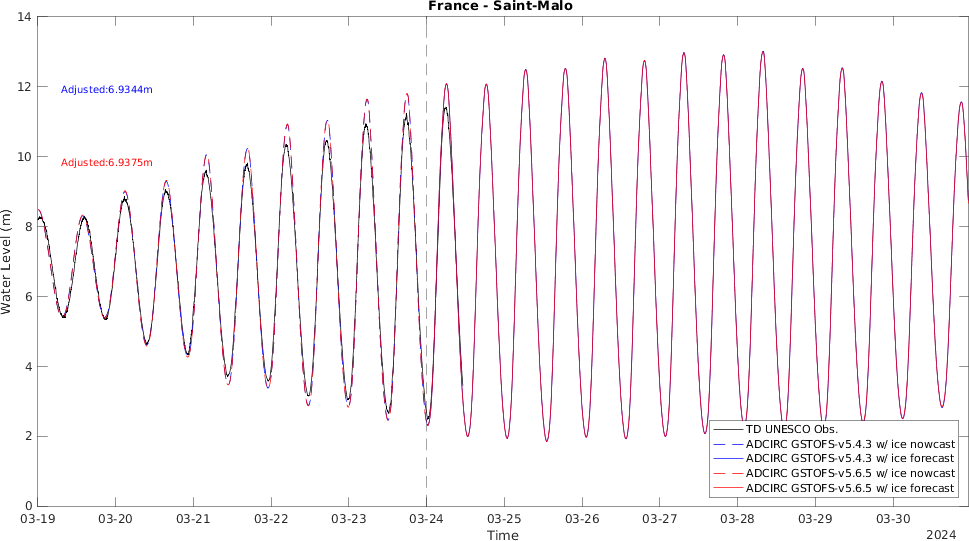 France - Saint-Malo
14
12
10
8
6
4
2
0
Water Level (m)
Adjusted:6.9344m
Adjusted:6.9375m
TD UNESCO Obs.
ADCIRC GSTOFS-v5.4.3 w/ ice nowcast
ADCIRC GSTOFS-v5.4.3 w/ ice forecast
ADCIRC GSTOFS-v5.6.5 w/ ice nowcast
ADCIRC GSTOFS-v5.6.5 w/ ice forecast
03-19 03-20 03-21 03-22 03-23 03-24 03-25 03-26 03-27 03-28 03-29 03-30
Time
2024